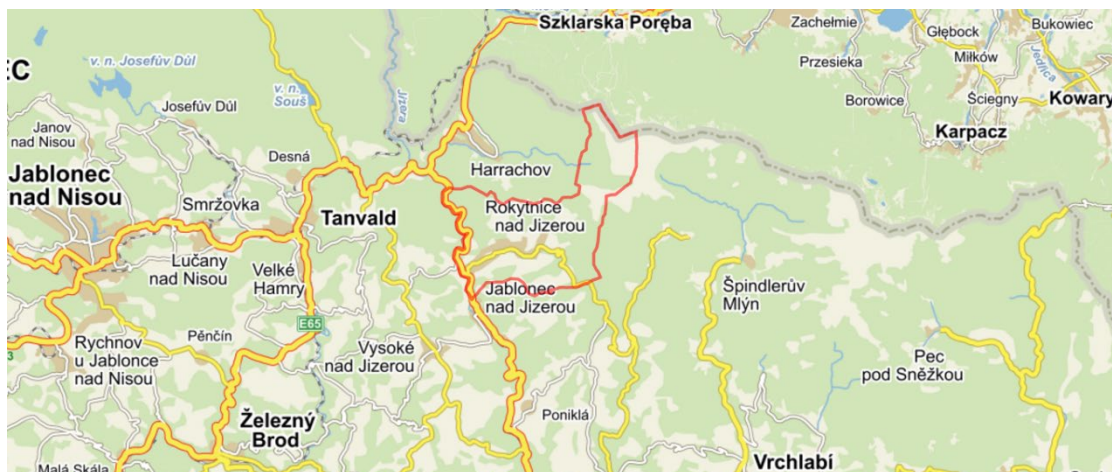 Szklarska Poręba
Zachełmie
Bukowiec
Głębock
Miłków
Jedlica
EC
v. n. Josefův Důl
Przesieka
v. n.
Souš
Jizera
Borowice
Ściegny
Kowary
Josefův Důl
Janov
nad Nisou
Karpacz
Desná
Harrachov
Jablonec
nad Nisou
Smržovka
Tanvald
Rokytnice
nad Jizerou
Lučany
nad Nisou
Velké
Hamry
Jablonec
nad Jizerou
Špindlerův
Mlýn
E65
Pěnčín
Rychnov
u Jablonce
nad Nisou
Vysoké
nad Jizerou
Pec
pod Sněžkou
Železný
Brod
Poniklá
Malá Skála
Vrchlabí